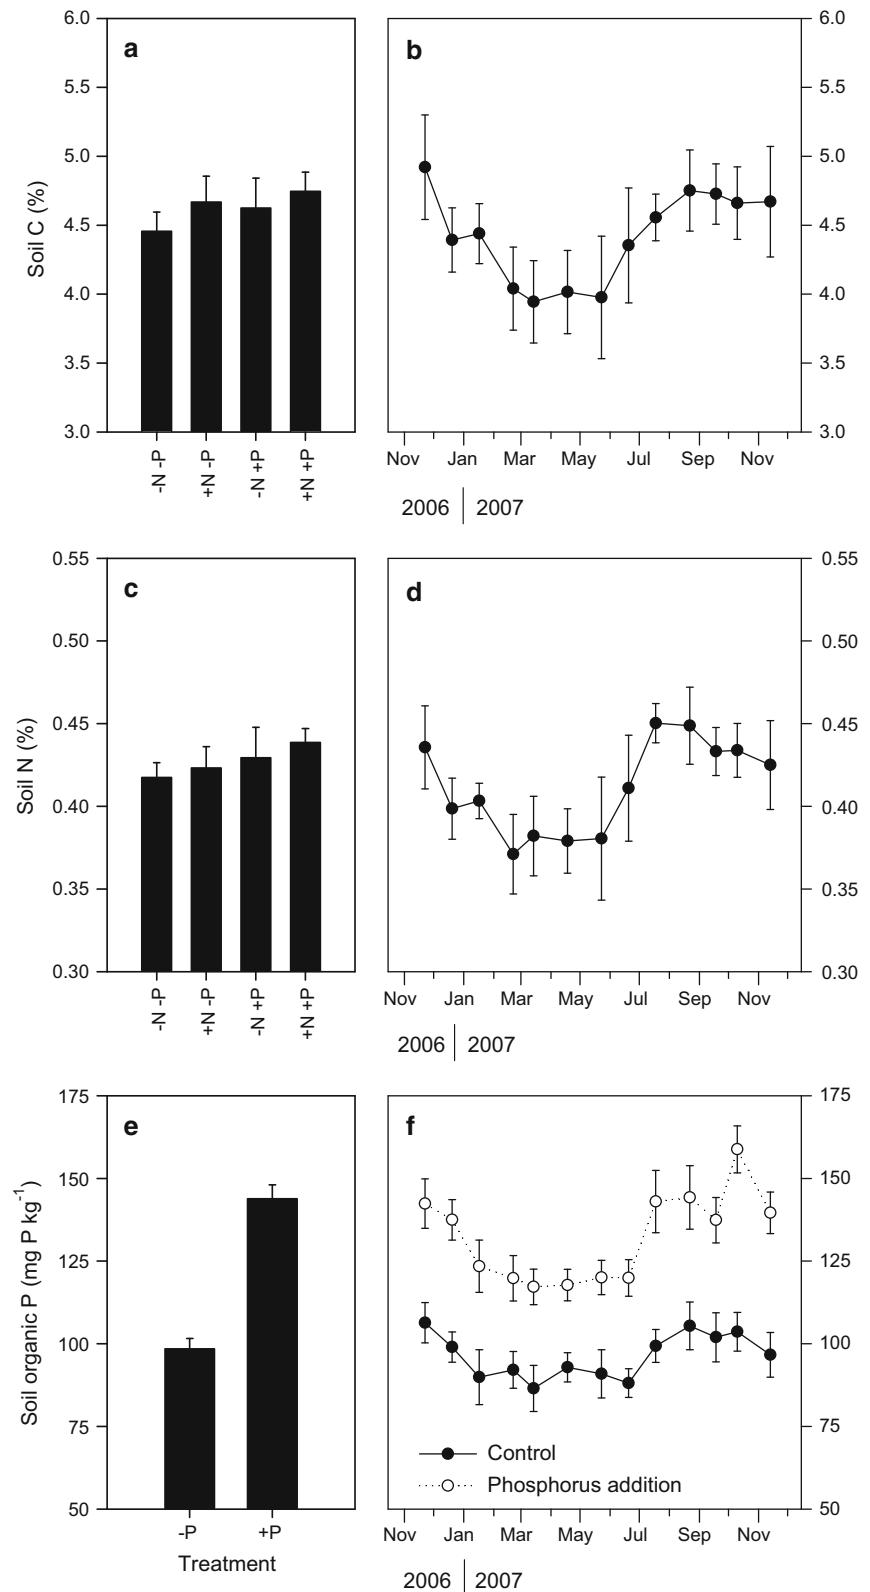 a
b
6.0
5.5
5.0
4.5
4.0
3.5
3.0
Soil C (%)
-N -P
+N -P
-N +P
+N +P
6.0
5.5
5.0
4.5
4.0
3.5
3.0
Nov Jan Mar May Jul Sep Nov
2006 2007
c
d
0.55
0.50
0.45
0.40
0.35
0.30
Soil N (%)
-N -P
+N -P
-N +P
+N +P
0.55
0.50
0.45
0.40
0.35
0.30
Nov Jan Mar May Jul Sep Nov
2006 2007
e
f
175
150
125
100
75
50
Soil organic P (mg P kg⁻¹)
-P +P
Treatment
175
150
125
100
75
50
Control
Phosphorus addition
Nov Jan Mar May Jul Sep Nov
2006 2007